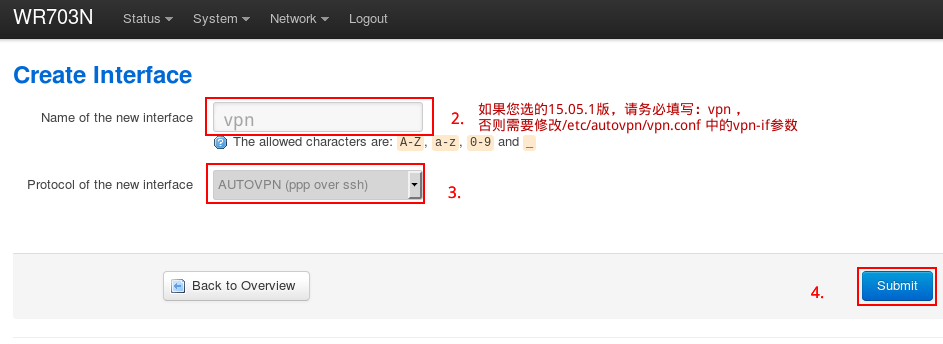 WR703N Status System Network Logout
Create Interface
Name of the new interface vpn 2. 如果您选的15.05.1版，请务必填写：vpn ，
否则需要修改/etc/autovpn/vpn.conf 中的vpn-if参数
The allowed characters are: A-Z, a-z, 0-9 and _
Protocol of the new interface AUTOVPN (ppp over ssh) 3.
Back to Overview 4. Submit